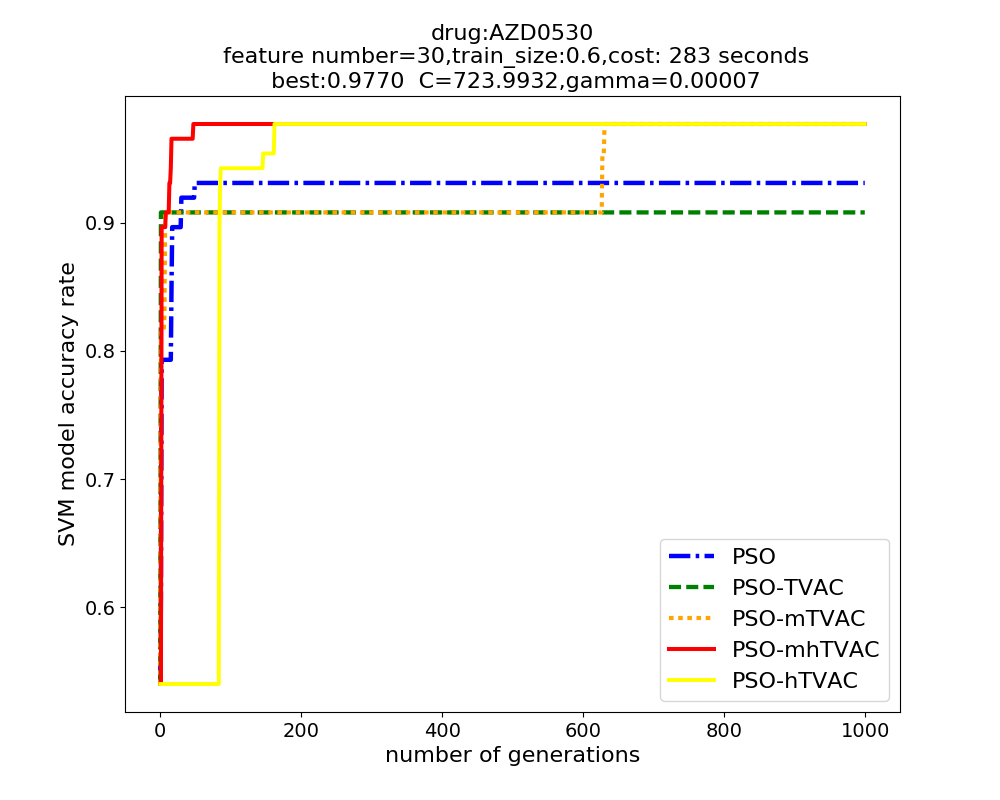 drug:AZD0530
feature number=30,train_size:0.6,cost: 283 seconds
best:0.9770  C=723.9932,gamma=0.00007
SVM model accuracy rate
0.9
0.8
0.7
0.6
0
200
400
600
800
1000
number of generations
PSO
PSO-TVAC
PSO-mTVAC
PSO-mhTVAC
PSO-hTVAC